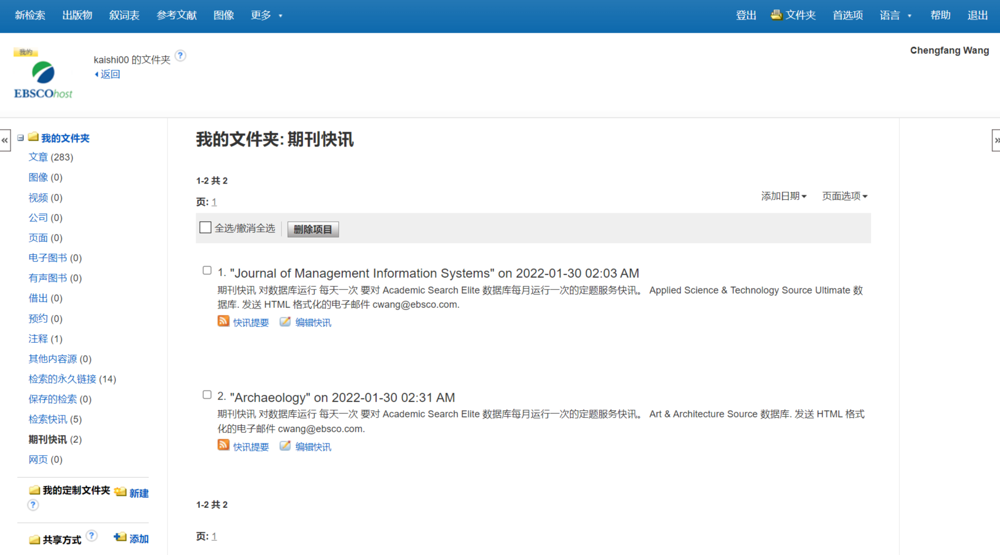 新检索 出版物 叙词表 参考文献 图像 更多 登出 文件夹 首选项 语言 帮助 退出
我的
EBSCOhost
kaishi00 的文件夹 ?
返回
Chengfang Wang
« 我的文件夹 »
文章 (283)
图像 (0)
视频 (0)
公司 (0)
页面 (0)
电子图书 (0)
有声图书 (0)
借出 (0)
预约 (0)
注释 (1)
其他内容源 (0)
检索的永久链接 (14)
保存的检索 (0)
检索快讯 (5)
期刊快讯 (2)
网页 (0)
我的定制文件夹 新建
?
共享方式 ? 添加
我的文件夹: 期刊快讯
1-2 共 2
页: 1
添加日期 页面选项
全选/撤消全选 删除项目
1. "Journal of Management Information Systems" on 2022-01-30 02:03 AM
期刊快讯 对数据库运行 每天一次 要对 Academic Search Elite 数据库每月运行一次的定题服务快讯。 Applied Science & Technology Source Ultimate 数
据库. 发送 HTML 格式化的电子邮件 cwang@ebsco.com.
快讯提要 编辑快讯
2. "Archaeology" on 2022-01-30 02:31 AM
期刊快讯 对数据库运行 每天一次 要对 Academic Search Elite 数据库每月运行一次的定题服务快讯。 Art & Architecture Source 数据库. 发送 HTML 格式
化的电子邮件 cwang@ebsco.com.
快讯提要 编辑快讯
1-2 共 2
页: 1